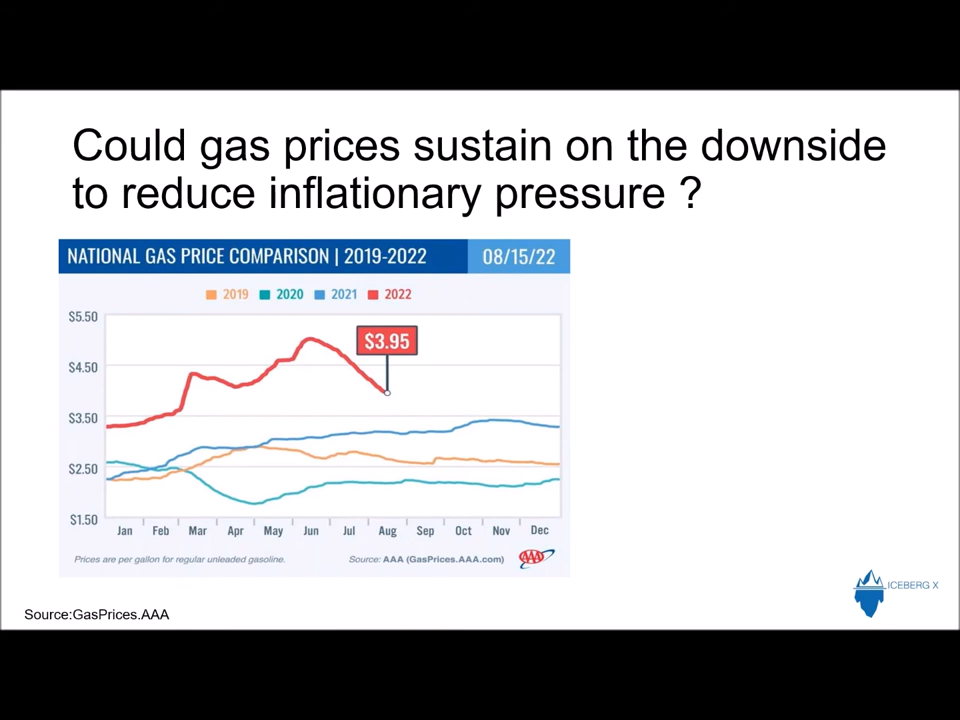 Could gas prices sustain on the downside
to reduce inflationary pressure ?
NATIONAL GAS PRICE COMPARISON | 2019-2022
08/15/22
2019 2020 2021 2022
$5.50
$4.50
$3.50
$2.50
$1.50
$3.95
Jan Feb Mar Apr May Jun Jul Aug Sep Oct Nov Dec
Prices are per gallon for regular unleaded gasoline.
Source: AAA (GasPrices.AAA.com)
AAA
ICEBERG X
Source:GasPrices.AAA